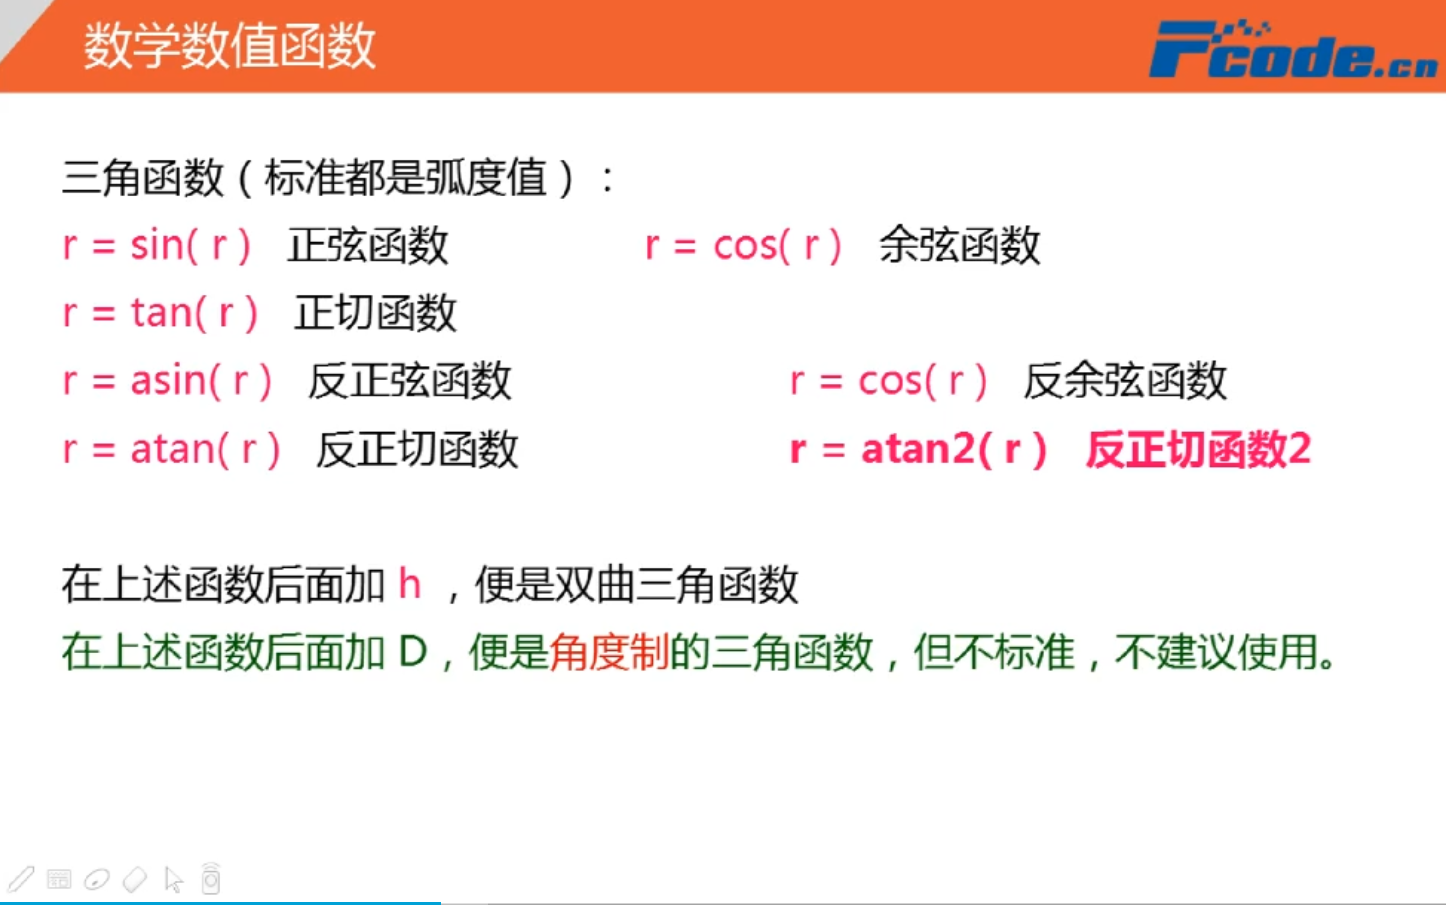 数学数值函数
Fcode.cn
三角函数（标准都是弧度值）：
r = sin( r ) 正弦函数 r = cos( r ) 余弦函数
r = tan( r ) 正切函数
r = asin( r ) 反正弦函数 r = cos( r ) 反余弦函数
r = atan( r ) 反正切函数 r = atan2( r ) 反正切函数2
在上述函数后面加 h ，便是双曲三角函数
在上述函数后面加 D，便是角度制的三角函数，但不标准，不建议使用。